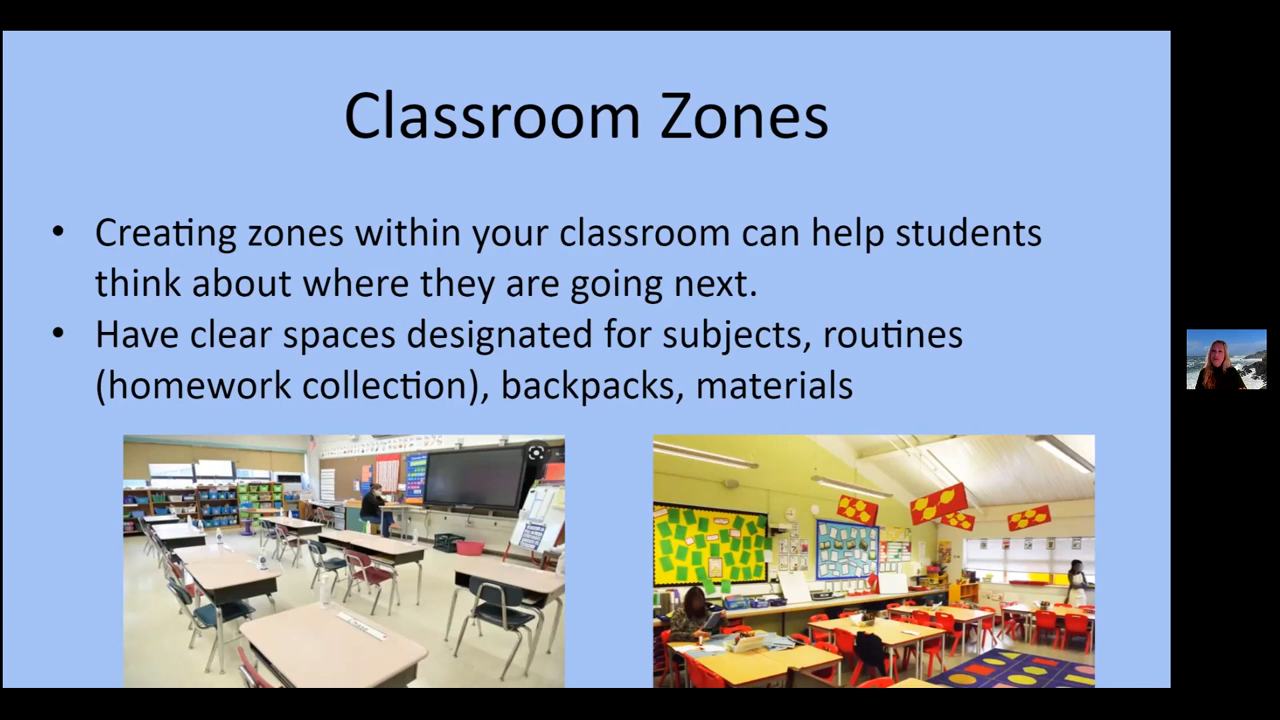 Classroom Zones
• Creating zones within your classroom can help students
think about where they are going next.
• Have clear spaces designated for subjects, routines
(homework collection), backpacks, materials